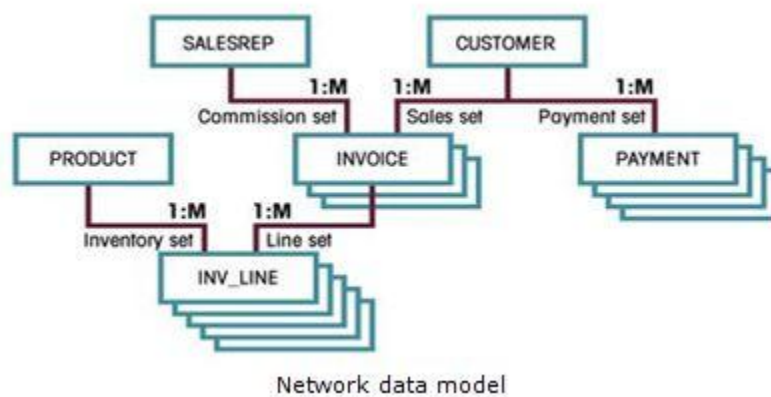 SALESREP
CUSTOMER
1:M
1:M
1:M
Commission set
Sales set
Payment set
PRODUCT
INVOICE
PAYMENT
1:M
1:M
Inventory set
Line set
INV_LINE
Network data model